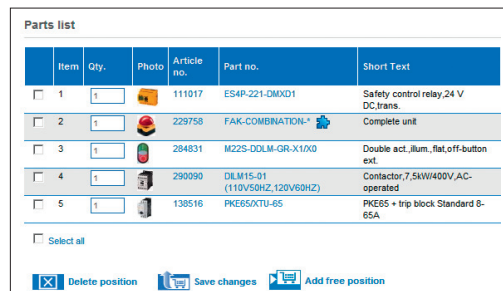 Parts list
Item Qty. Photo Article no. Part no. Short Text
1 1 111017 ES4P-221-DMXD1 Safety control relay,24 V DC,trans.
2 1 229758 FAK-COMBINATION-* Complete unit
3 1 284831 M22S-DDLM-GR-X1/X0 Double act.,illum.,flat,off-button ext.
4 1 290090 DILM15-01 (110V50HZ,120V60HZ) Contactor,7,5kW/400V,AC-operated
5 1 138516 PKE65/XTU-65 PKE65 + trip block Standard 8-65A
Select all
Delete position Save changes Add free position